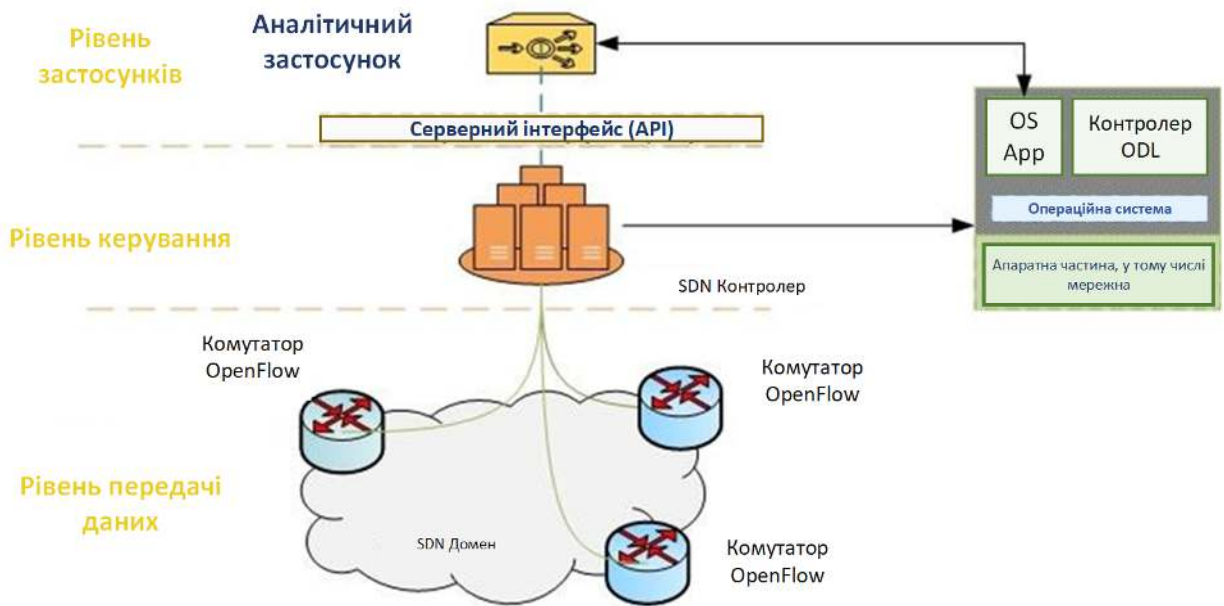 Рівень
застосунків
Аналітичний
застосунок
Серверний інтерфейс (API)
OS
App
Контролер
ODL
Операційна система
Апаратна частина, у тому числі
мережна
Рівень керування
SDN Контролер
Комутатор
OpenFlow
Комутатор
OpenFlow
Рівень передачі
даних
SDN Домен
Комутатор
OpenFlow